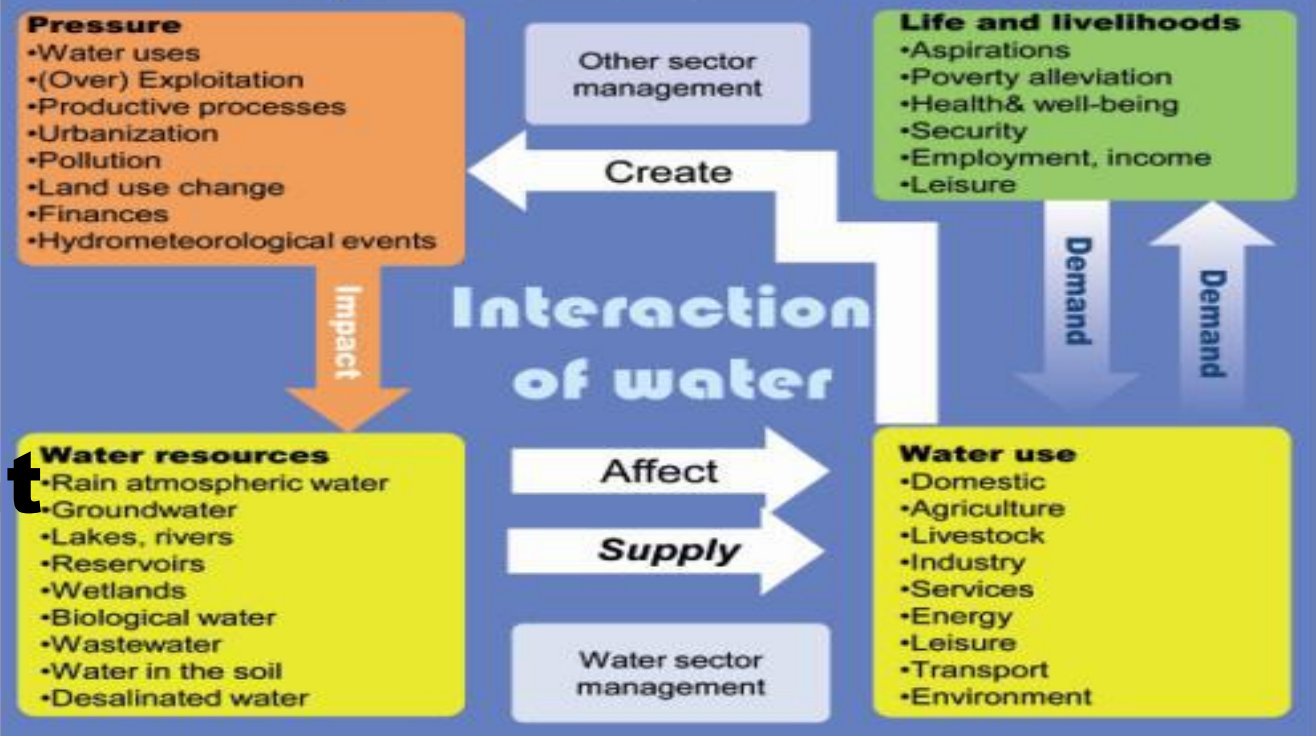 Pressure
•Water uses
•(Over) Exploitation
•Productive processes
•Urbanization
•Pollution
•Land use change
•Finances
•Hydrometeorological events
Other sector
management
Life and livelihoods
•Aspirations
•Poverty alleviation
•Health& well-being
•Security
•Employment, income
•Leisure
Create
Impact
Interaction
of water
Demand
Demand
t
Water resources
•Rain atmospheric water
•Groundwater
•Lakes, rivers
•Reservoirs
•Wetlands
•Biological water
•Wastewater
•Water in the soil
•Desalinated water
Affect
Supply
Water sector
management
Water use
•Domestic
•Agriculture
•Livestock
•Industry
•Services
•Energy
•Leisure
•Transport
•Environment